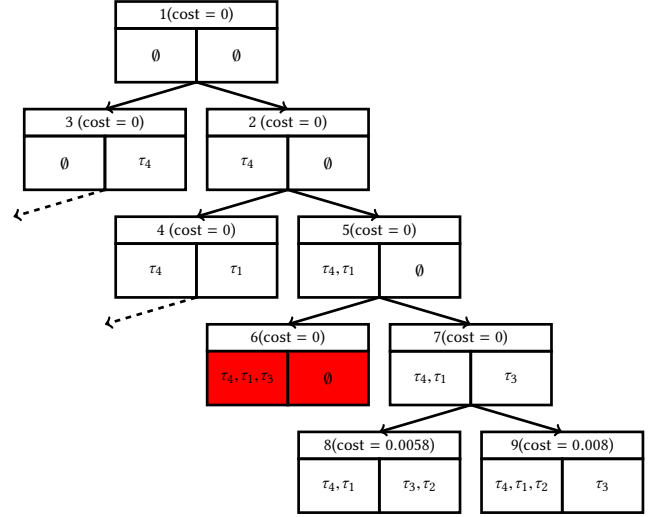 1(cost = 0)
∅ ∅
3 (cost = 0) 2 (cost = 0)
∅ τ4 τ4 ∅
4 (cost = 0) 5(cost = 0)
τ4 τ1 τ4, τ1 ∅
6(cost = 0) 7(cost = 0)
τ4, τ1, τ3 ∅ τ4, τ1 τ3
8(cost = 0.0058) 9(cost = 0.008)
τ4, τ1 τ3, τ2 τ4, τ1, τ2 τ3